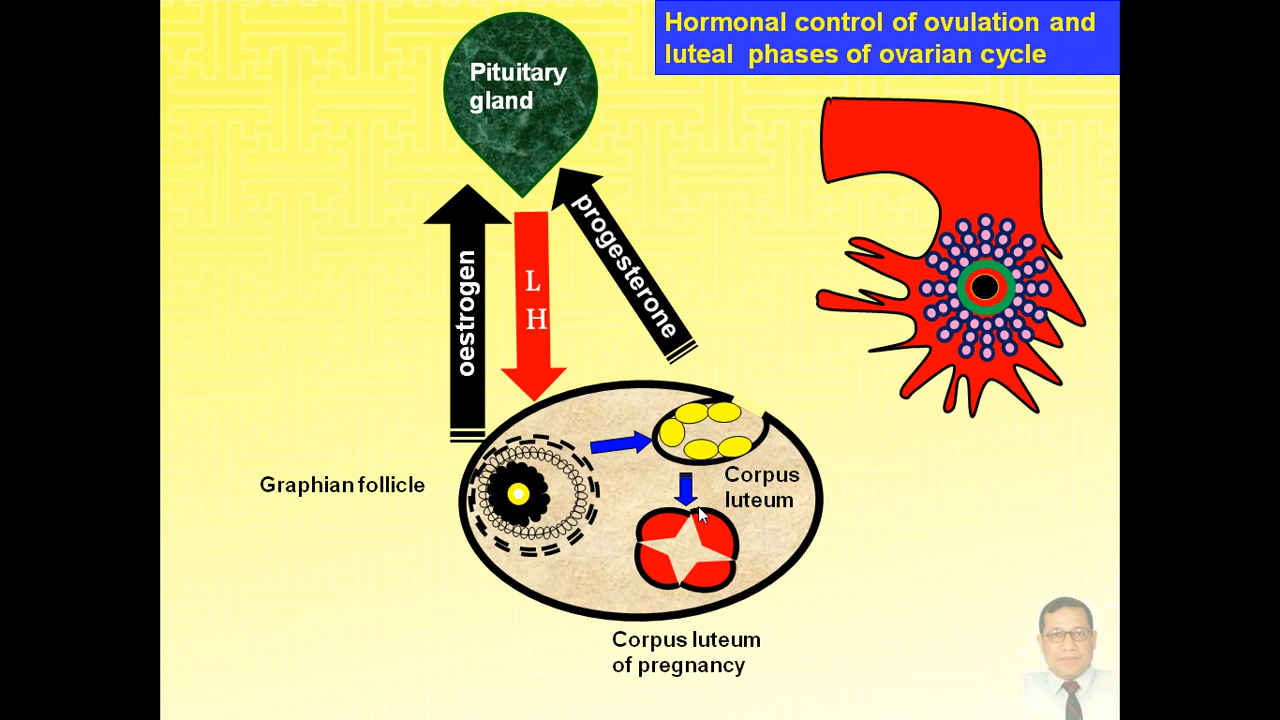 Hormonal control of ovulation and
luteal phases of ovarian cycle
Pituitary
gland
oestrogen
L
H
progesterone
Graphian follicle
Corpus
luteum
Corpus luteum
of pregnancy